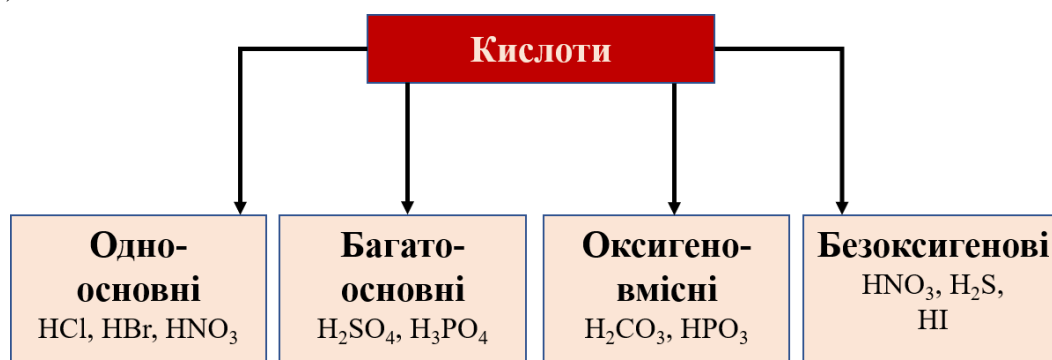 Кислоти
Одно-
основні
HCl, HBr, HNO₃
Багато-
основні
H₂SO₄, H₃PO₄
Оксигено-
вмісні
H₂CO₃, HPO₃
Безоксигенові
HNO₃, H₂S,
HI